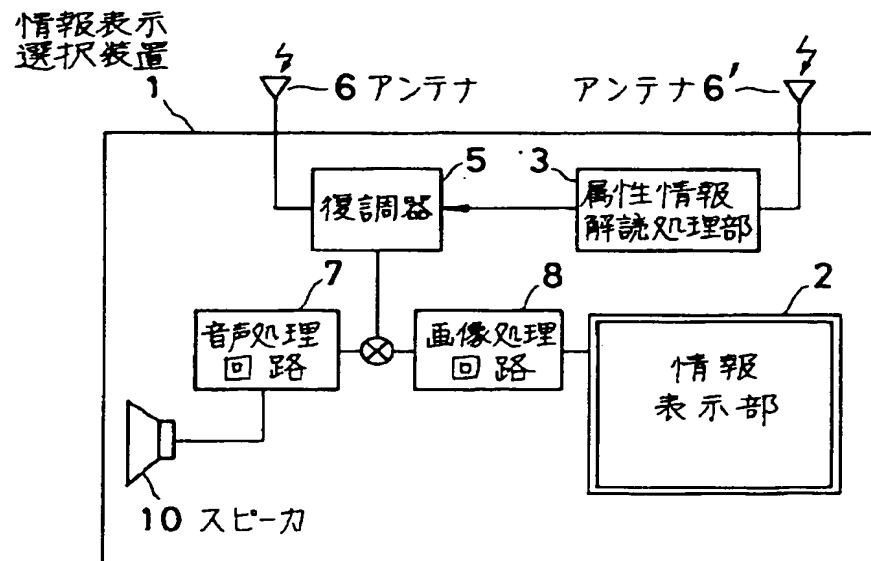 情報表示
選択装置
1
6 アンテナ
アンテナ 6'
5
3
復調器
属性情報
解読処理部
7
8
2
音声処理
回路
画像処理
回路
情報
表示部
10 スピーカ